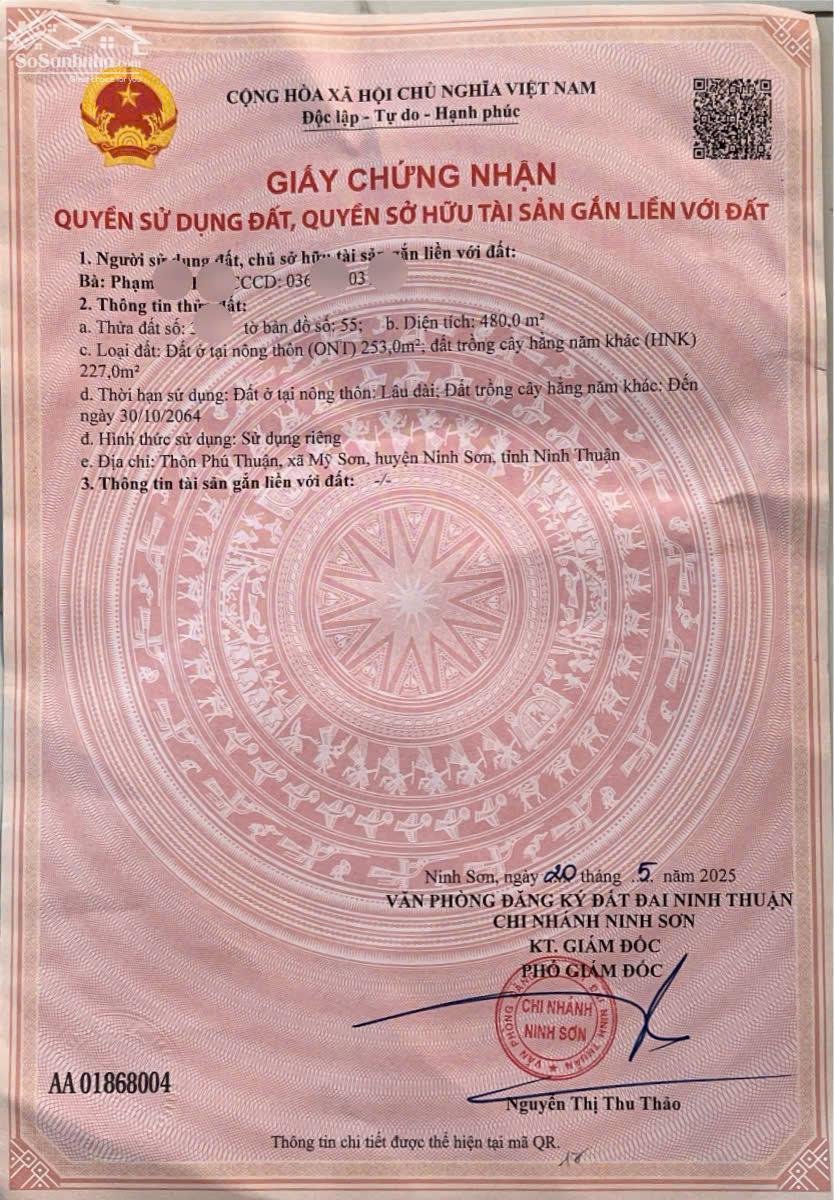 SoSanhnha.com
CỘNG HÒA XÃ HỘI CHỦ NGHĨA VIỆT NAM
Độc lập - Tự do - Hạnh phúc
GIẤY CHỨNG NHẬN
QUYỀN SỬ DỤNG ĐẤT, QUYỀN SỞ HỮU TÀI SẢN GẮN LIỀN VỚI ĐẤT
1. Người sử dụng đất, chủ sở hữu tài sản gắn liền với đất:
Bà: Phạm CCCD: 036 03
2. Thông tin thửa đất:
a. Thửa đất số: tờ bản đồ số: 55; b. Diện tích: 480,0 m²
c. Loại đất: Đất ở tại nông thôn (ONT) 253,0m²; đất trồng cây hằng năm khác (HNK)
227,0m²
d. Thời hạn sử dụng: Đất ở tại nông thôn: Lâu dài; Đất trồng cây hằng năm khác: Đến
ngày 30/10/2064
đ. Hình thức sử dụng: Sử dụng riêng
e. Địa chỉ: Thôn Phú Thuận, xã Mỹ Sơn, huyện Ninh Sơn, tỉnh Ninh Thuận
3. Thông tin tài sản gắn liền với đất: -/-
Ninh Sơn, ngày 20 tháng 5 năm 2025
VĂN PHÒNG ĐĂNG KÝ ĐẤT ĐAI NINH THUẬN
CHI NHÁNH NINH SƠN
KT. GIÁM ĐỐC
PHÓ GIÁM ĐỐC
CHI NHÁNH
NINH SƠN
AA 01868004
Nguyễn Thị Thu Thảo
Thông tin chi tiết được thể hiện tại mã QR.